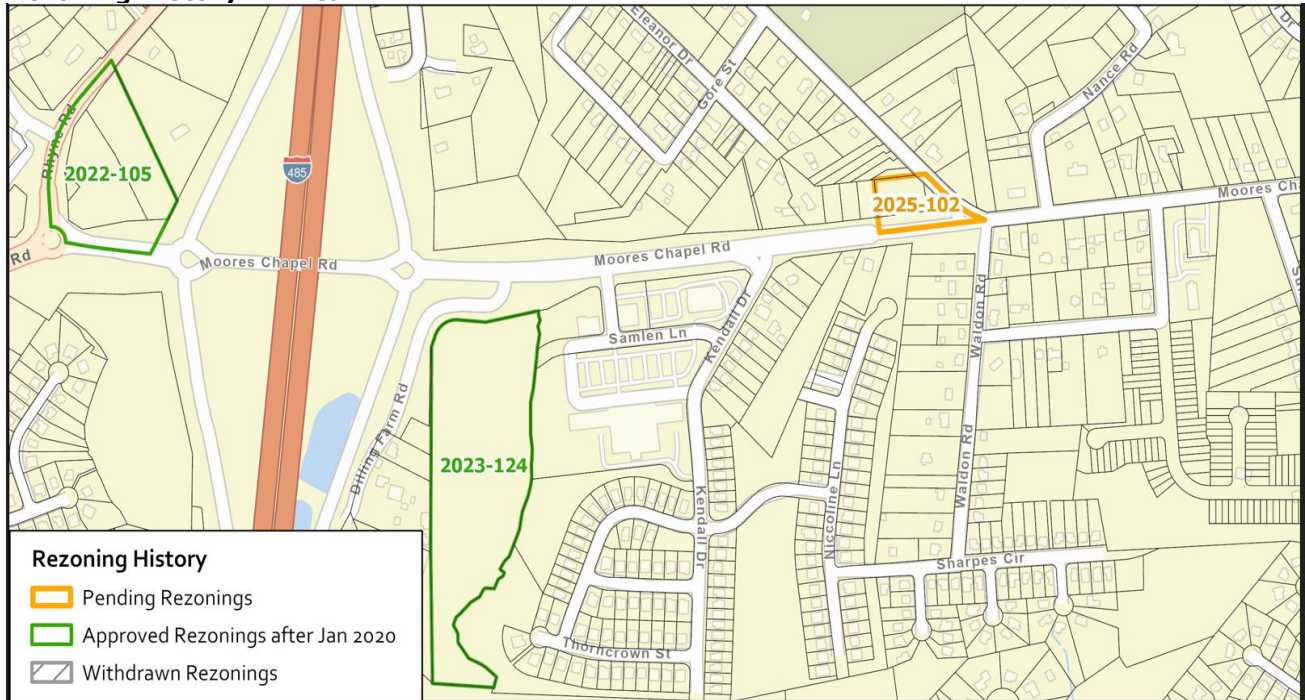 Eleanor Dr
Gore St
Nance Rd
Rhyne Rd
2022-105
485
2025-102
Moores Cha
Rd
Moores Chapel Rd
Moores Chapel Rd
Samlen Ln
Kendall Dr
Waldon Rd
Dilling Farm Rd
2023-124
Kendall Dr
Niccoline Ln
Waldon Rd
Sharpes Cir
Thorncrown St
Rezoning History
Pending Rezonings
Approved Rezonings after Jan 2020
Withdrawn Rezonings